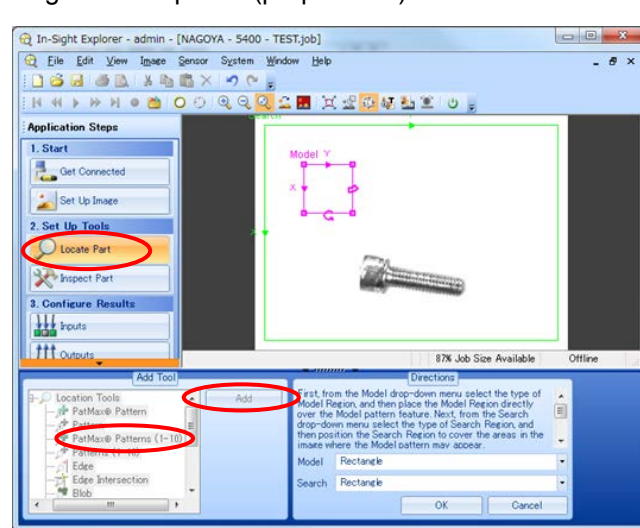 In-Sight Explorer - admin - [NAGOYA - 5400 - TEST.job]
File Edit View Image Sensor System Window Help
Application Steps
1. Start
Get Connected
Set Up Image
2. Set Up Tools
Locate Part
Inspect Part
3. Configure Results
Inputs
Outputs
Search
Y
Model Y
X
X
87% Job Size Available Offline
Add Tool
Location Tools
PatMax® Pattern
Pattern
PatMax® Patterns (1-10)
Patterns (1-10)
Edge
Edge Intersection
Blob
Add
Directions
First, from the Model drop-down menu select the type of
Model Region, and then place the Model Region directly
over the Model pattern feature. Next, from the Search
drop-down menu select the type of Search Region, and
then position the Search Region to cover the areas in the
image where the Model pattern may appear.
Model Rectangle
Search Rectangle
OK Cancel